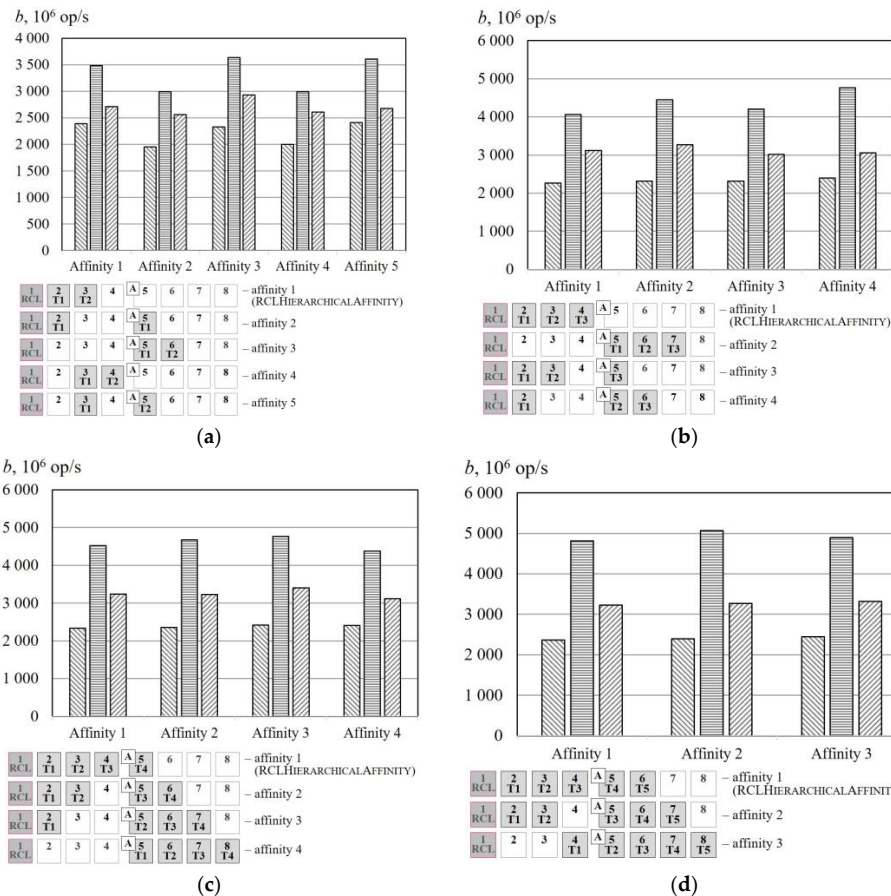 b, 10⁶ op/s
4 000
3 500
3 000
2 500
2 000
1 500
1 000
500
0
Affinity 1 Affinity 2 Affinity 3 Affinity 4 Affinity 5
1 2 3 4 A 5 6 7 8 – affinity 1
RCL T1 T2 (RCLHIERARCHICALAFFINITY)
1 2 3 4 A 5 6 7 8 – affinity 2
RCL T1 T1
1 2 3 4 A 5 6 7 8 – affinity 3
RCL T1 T2
1 2 3 4 A 5 6 7 8 – affinity 4
RCL T1 T2
1 2 3 4 A 5 6 7 8 – affinity 5
RCL T1 T2
(a)
b, 10⁶ op/s
6 000
5 000
4 000
3 000
2 000
1 000
0
Affinity 1 Affinity 2 Affinity 3 Affinity 4
1 2 3 4 A 5 6 7 8 – affinity 1
RCL T1 T2 T3 (RCLHIERARCHICALAFFINITY)
1 2 3 4 A 5 6 7 8 – affinity 2
RCL T1 T2 T3
1 2 3 4 A 5 6 7 8 – affinity 3
RCL T1 T2 T3
1 2 3 4 A 5 6 7 8 – affinity 4
RCL T1 T2 T3
(b)
b, 10⁶ op/s
6 000
5 000
4 000
3 000
2 000
1 000
0
Affinity 1 Affinity 2 Affinity 3 Affinity 4
1 2 3 4 A 5 6 7 8 – affinity 1
RCL T1 T2 T3 T4 (RCLHIERARCHICALAFFINITY)
1 2 3 4 A 5 6 7 8 – affinity 2
RCL T1 T2 T3 T4
1 2 3 4 A 5 6 7 8 – affinity 3
RCL T1 T2 T3 T4
1 2 3 4 A 5 6 7 8 – affinity 4
RCL T1 T2 T3 T4
(c)
b, 10⁶ op/s
6 000
5 000
4 000
3 000
2 000
1 000
0
Affinity 1 Affinity 2 Affinity 3
1 2 3 4 A 5 6 7 8 – affinity 1
RCL T1 T2 T3 T4 T5 (RCLHIERARCHICALAFFINIT
1 2 3 4 A 5 6 7 8 – affinity 2
RCL T1 T2 T3 T4 T5
1 2 3 4 A 5 6 7 8 – affinity 3
RCL T1 T2 T3 T4 T5
(d)